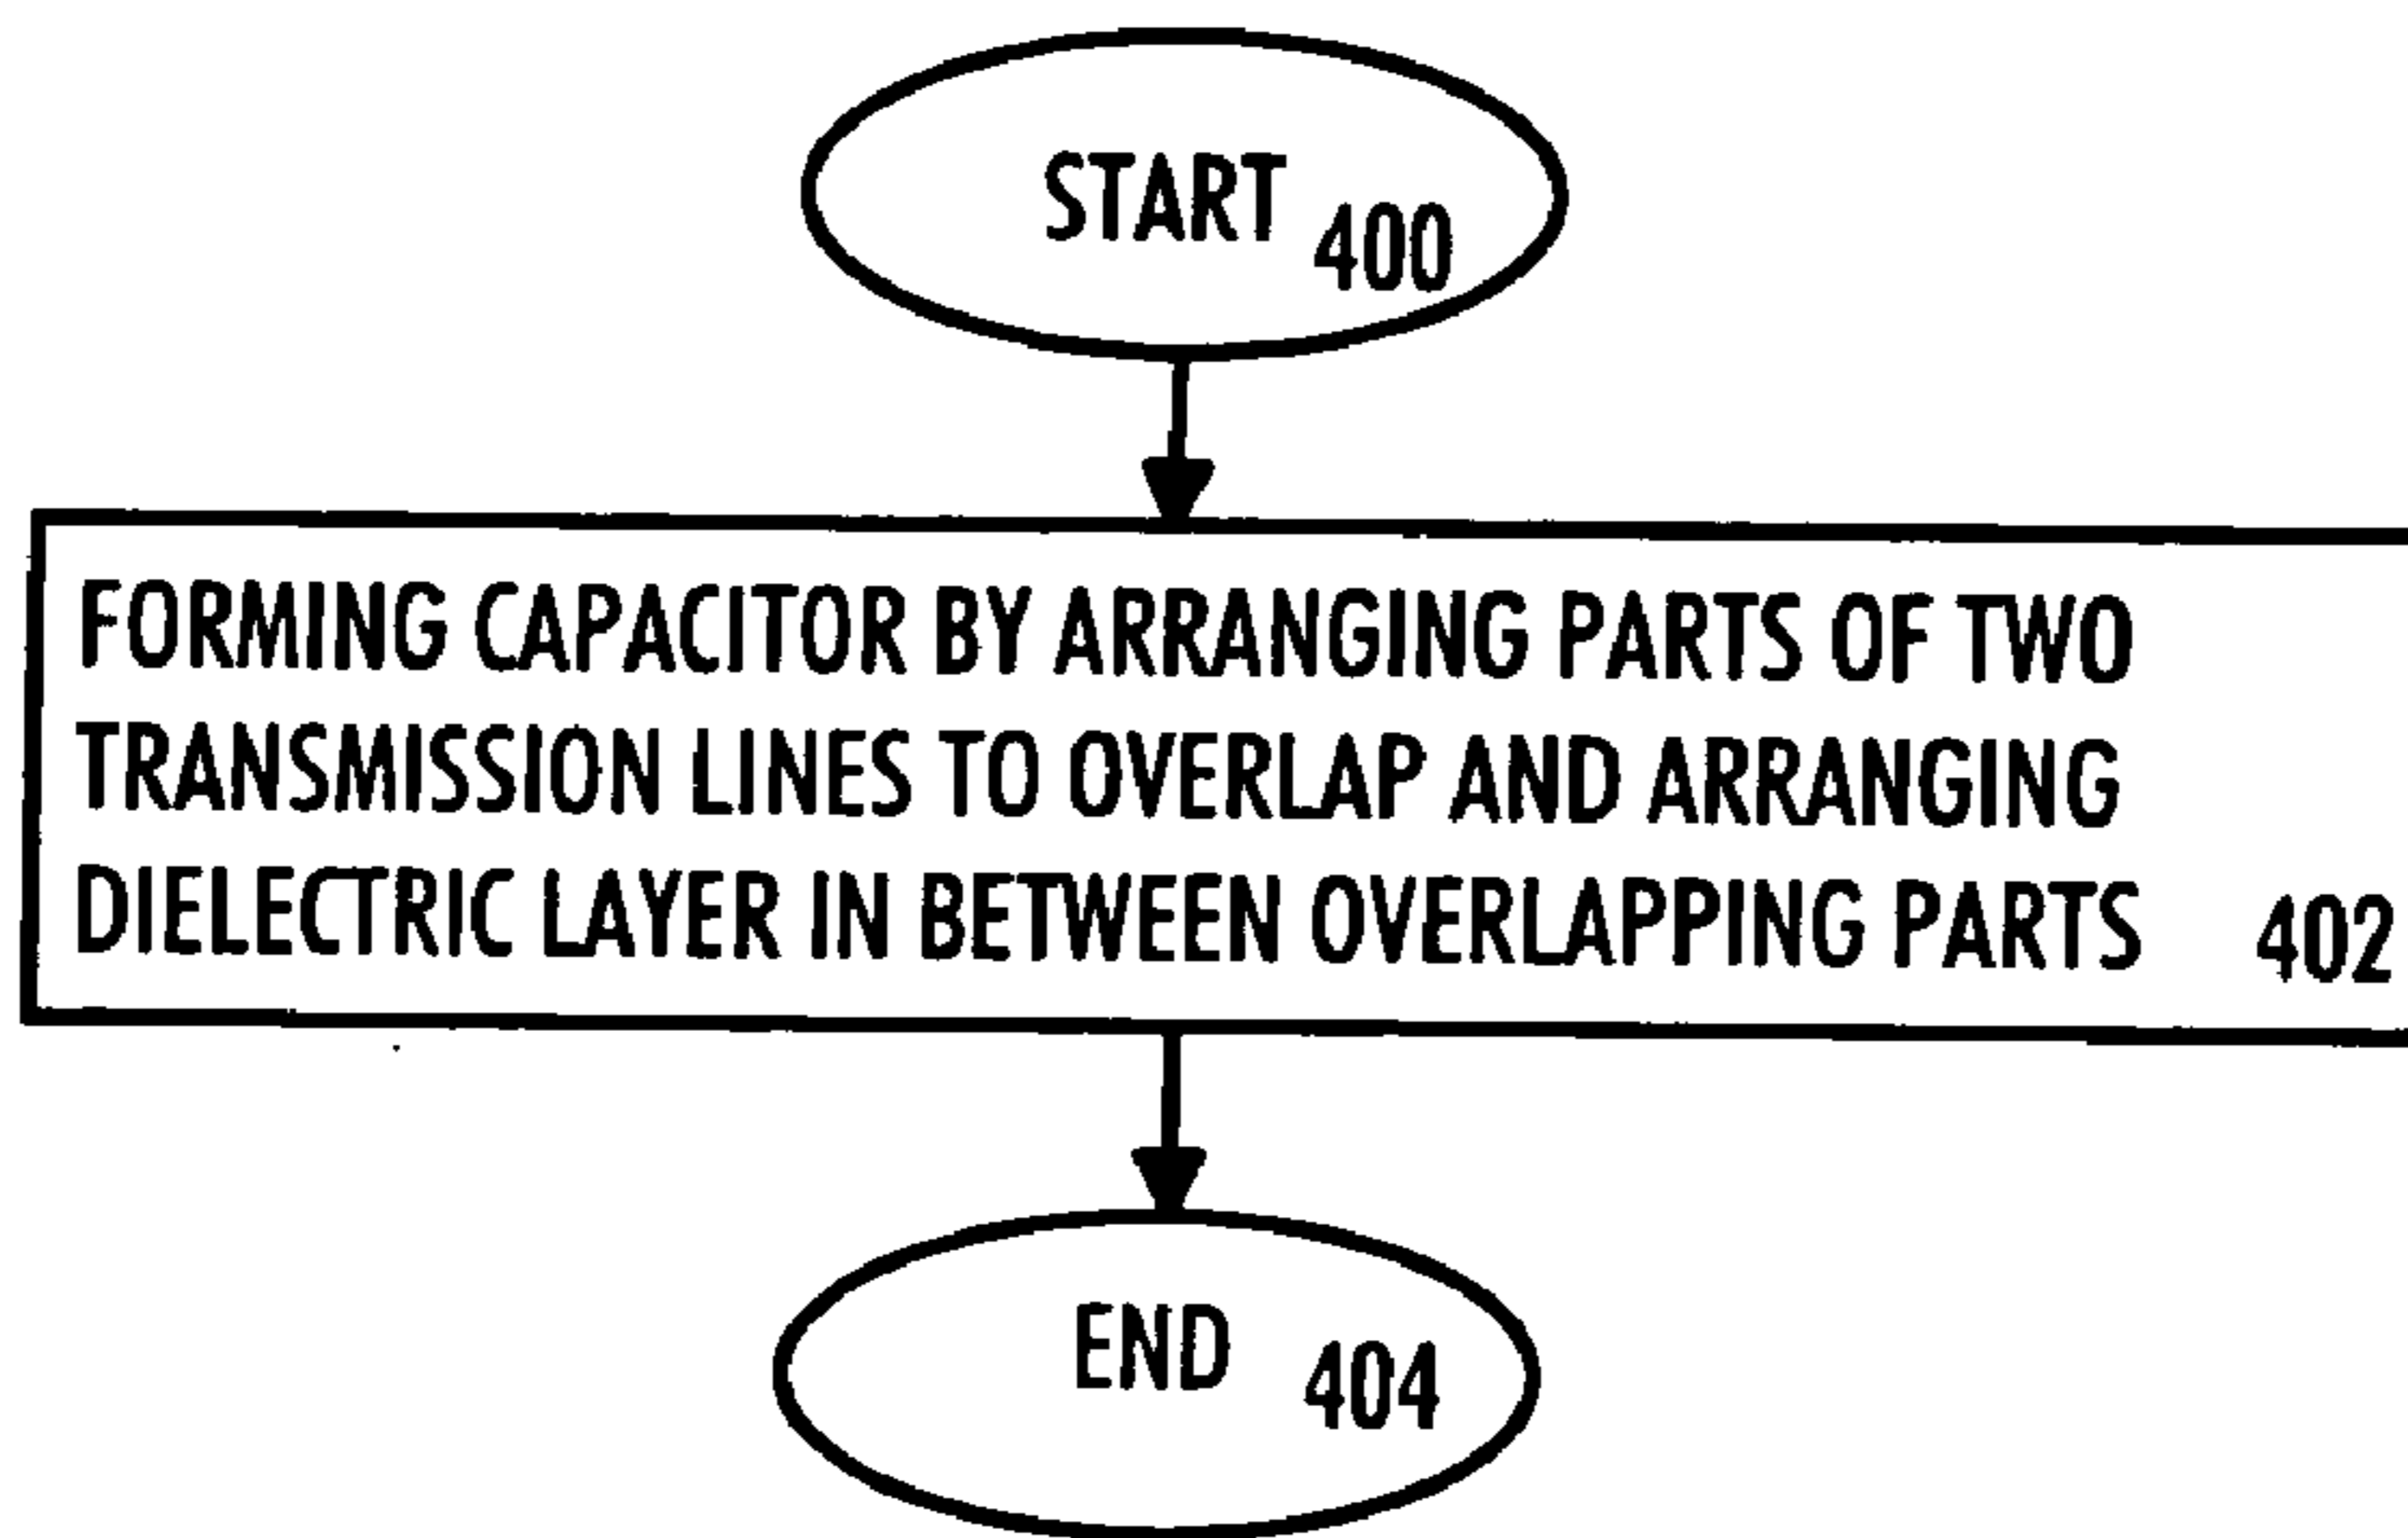 START 400
FORMING CAPACITOR BY ARRANGING PARTS OF TWO
TRANSMISSION LINES TO OVERLAP AND ARRANGING
DIELECTRIC LAYER IN BETWEEN OVERLAPPING PARTS 402
END 404